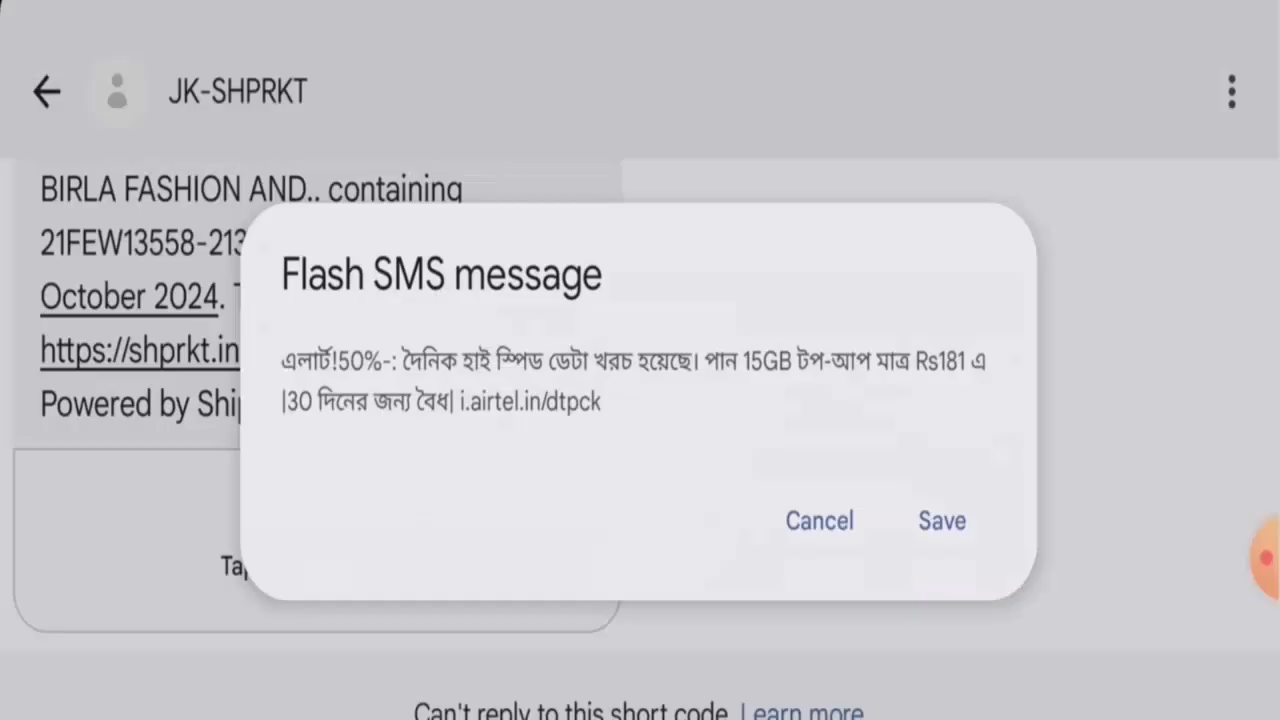 JK-SHPRKT
BIRLA FASHION AND.. containing
21FEW13558-213
October 2024.
https://shprkt.in
Powered by Ship
Flash SMS message
এলার্ট!50%-: দৈনিক হাই স্পিড ডেটা খরচ হয়েছে। পান 15GB টপ-আপ মাত্র Rs181 এ
|30 দিনের জন্য বৈধ| i.airtel.in/dtpck
Cancel Save
Tap
Can't reply to this short code. Learn more